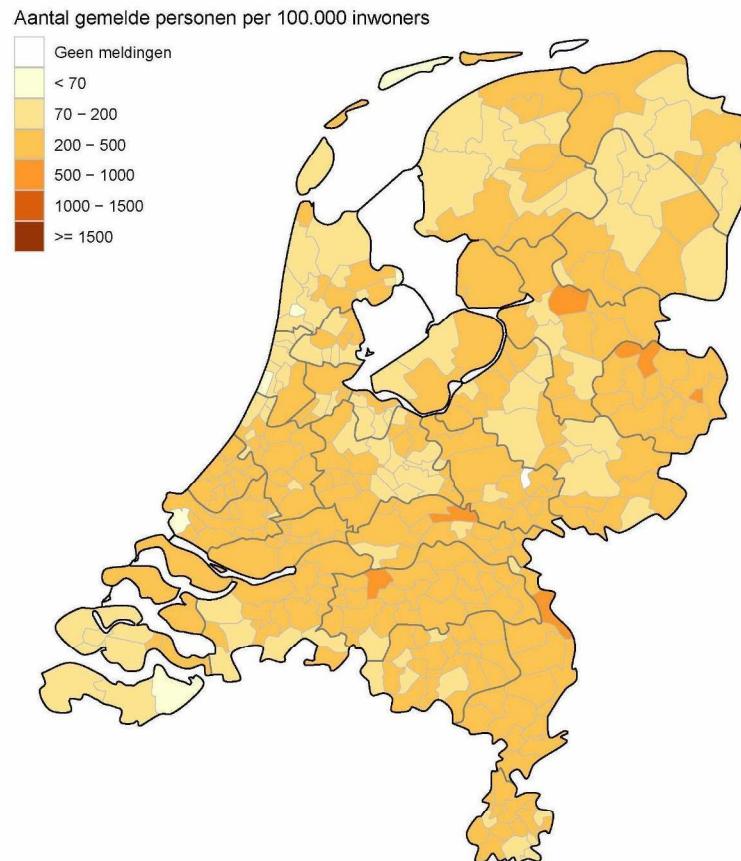 Aantal gemelde personen per 100.000 inwoners
Geen meldingen
< 70
70 − 200
200 − 500
500 − 1000
1000 − 1500
>= 1500